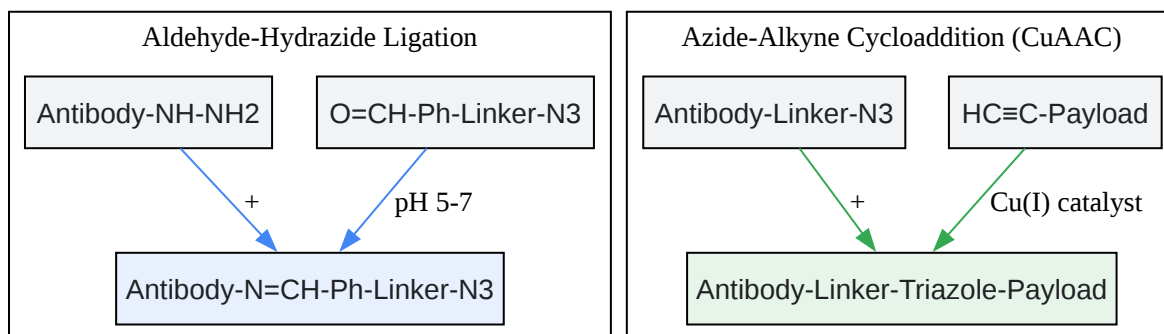 Aldehyde-Hydrazide Ligation
Antibody-NH-NH2
O=CH-Ph-Linker-N3
+
pH 5-7
Antibody-N=CH-Ph-Linker-N3
Azide-Alkyne Cycloaddition (CuAAC)
Antibody-Linker-N3
HC≡C-Payload
+
Cu(I) catalyst
Antibody-Linker-Triazole-Payload